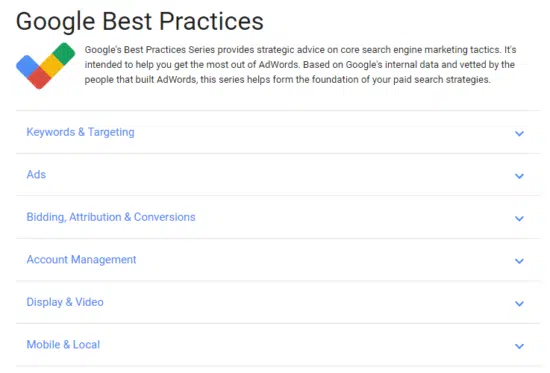 Google Best Practices
Google's Best Practices Series provides strategic advice on core search engine marketing tactics. It's
intended to help you get the most out of AdWords. Based on Google's internal data and vetted by the
people that built AdWords, this series helps form the foundation of your paid search strategies.
Keywords & Targeting
Ads
Bidding, Attribution & Conversions
Account Management
Display & Video
Mobile & Local